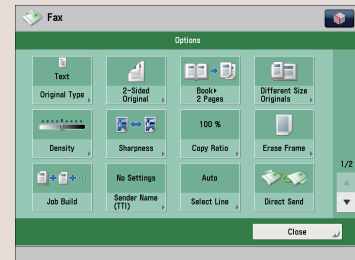 Fax
Options
Text
Original Type
2-Sided
Original
Book▸
2 Pages
Different Size
Originals
Density
Sharpness
100 %
Copy Ratio
Erase Frame
1/2
Job Build
No Settings
Sender Name
(TTI)
Auto
Select Line
Direct Send
Close